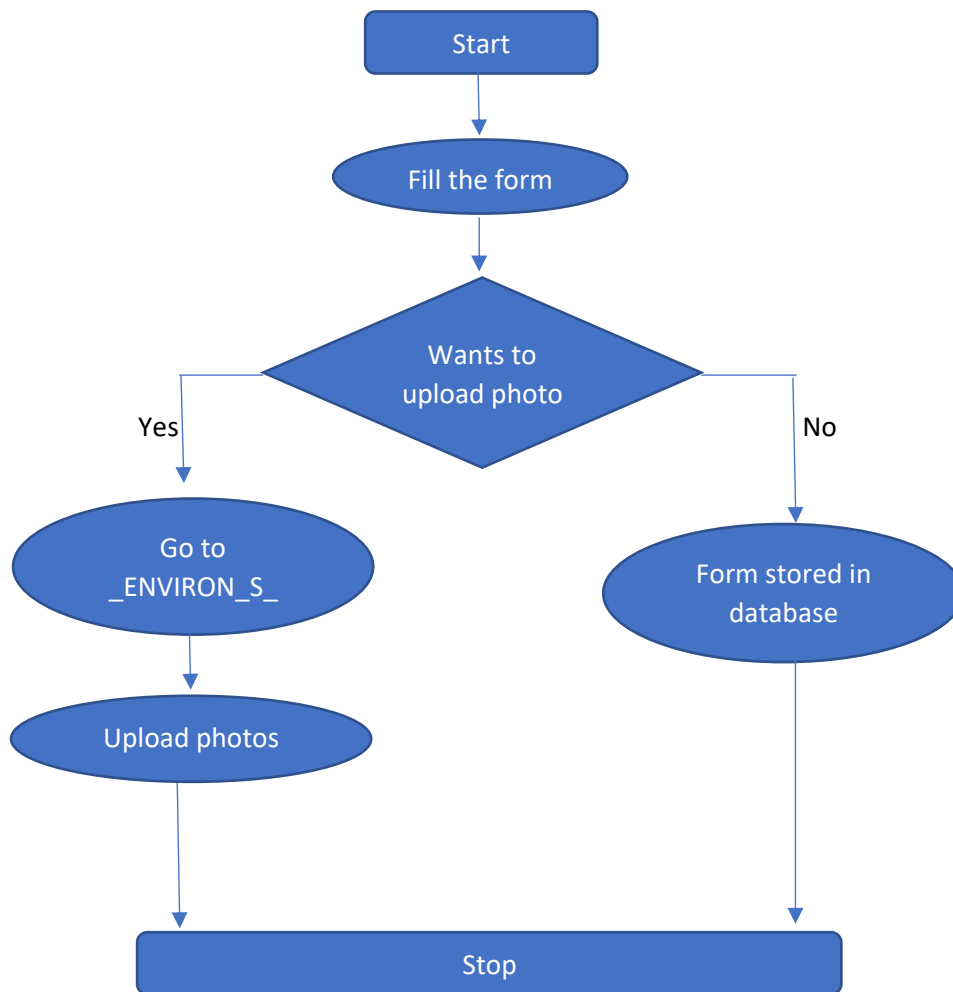 Start
Fill the form
Wants to
upload photo
Yes
No
Go to
_ENVIRON_S_
Form stored in
database
Upload photos
Stop